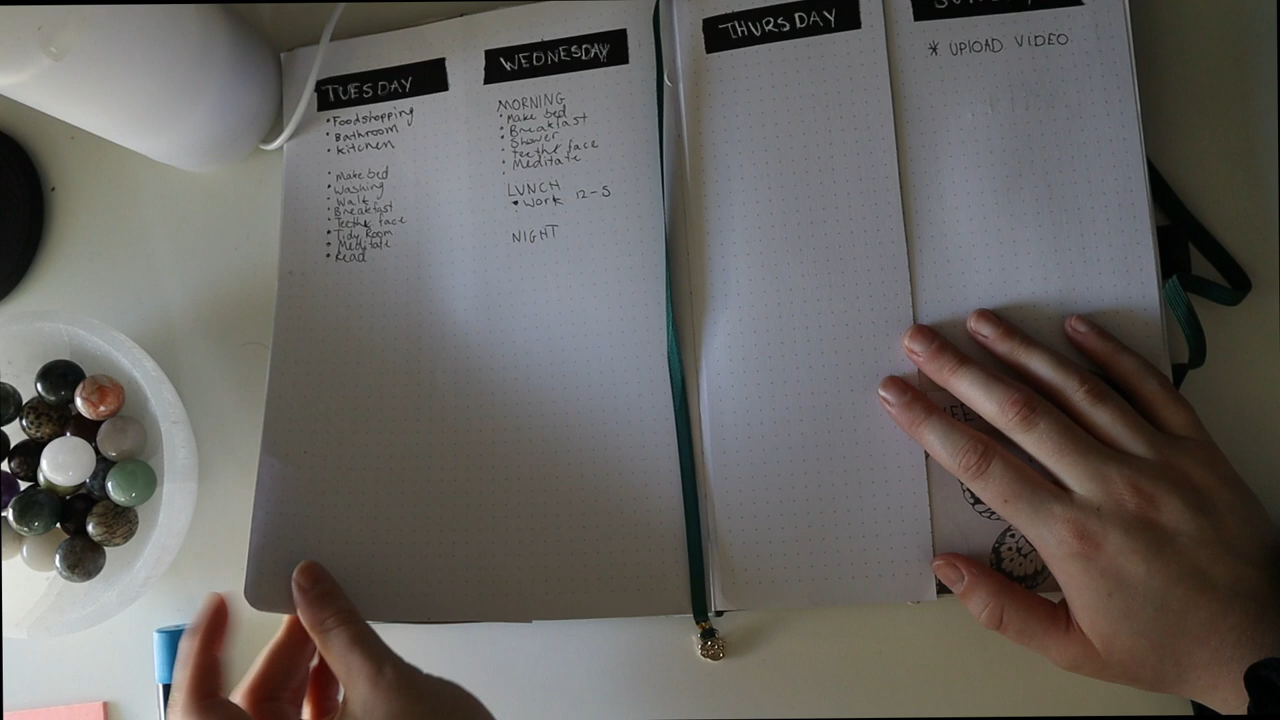 TUESDAY
• Foodshopping
• Bathroom
• Kitchen
• Make bed
• Washing
• Walk
• Breakfast
• Teeth & face
• Tidy Room
• Meditate
• Read
WEDNESDAY
MORNING
• Make bed
• Breakfast
• Shower
• Teeth & face
• Meditate
LUNCH
• Work 12-5
NIGHT
THURSDAY
* UPLOAD VIDEO